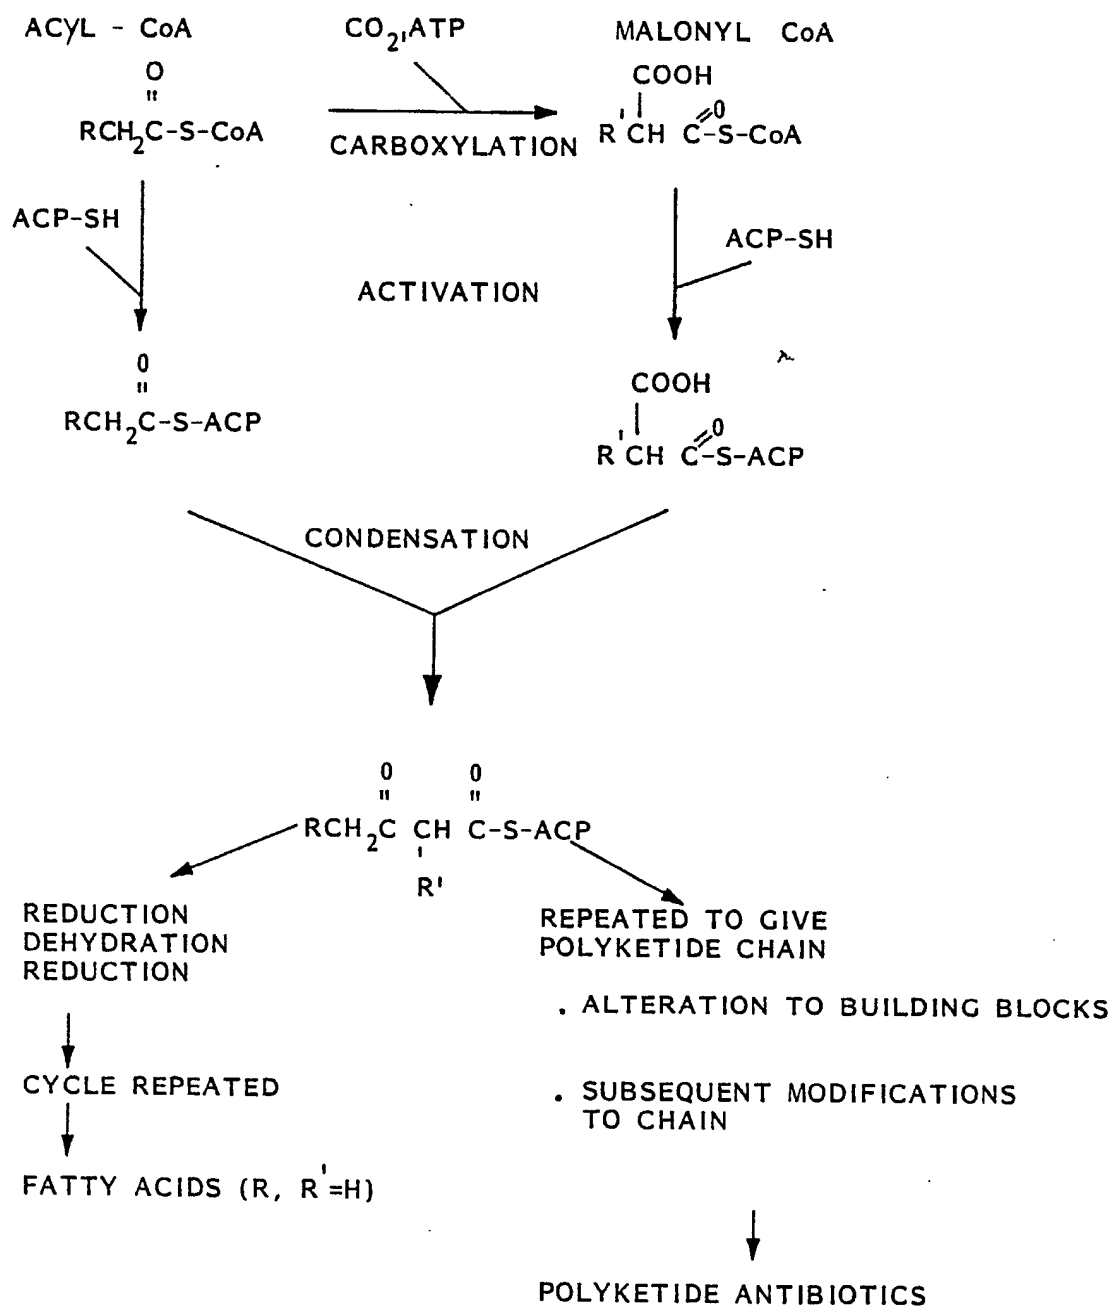 ACYL - CoA
CO2, ATP
MALONYL CoA
O
"
RCH2C-S-CoA
CARBOXYLATION
COOH
R'CH C-S-CoA
O
ACP-SH
ACP-SH
ACTIVATION
O
"
RCH2C-S-ACP
COOH
R'CH C-S-ACP
O
CONDENSATION
O O
" "
RCH2C CH C-S-ACP
R'
REDUCTION
DEHYDRATION
REDUCTION
CYCLE REPEATED
FATTY ACIDS (R, R'=H)
REPEATED TO GIVE
POLYKETIDE CHAIN
. ALTERATION TO BUILDING BLOCKS
. SUBSEQUENT MODIFICATIONS
TO CHAIN
POLYKETIDE ANTIBIOTICS